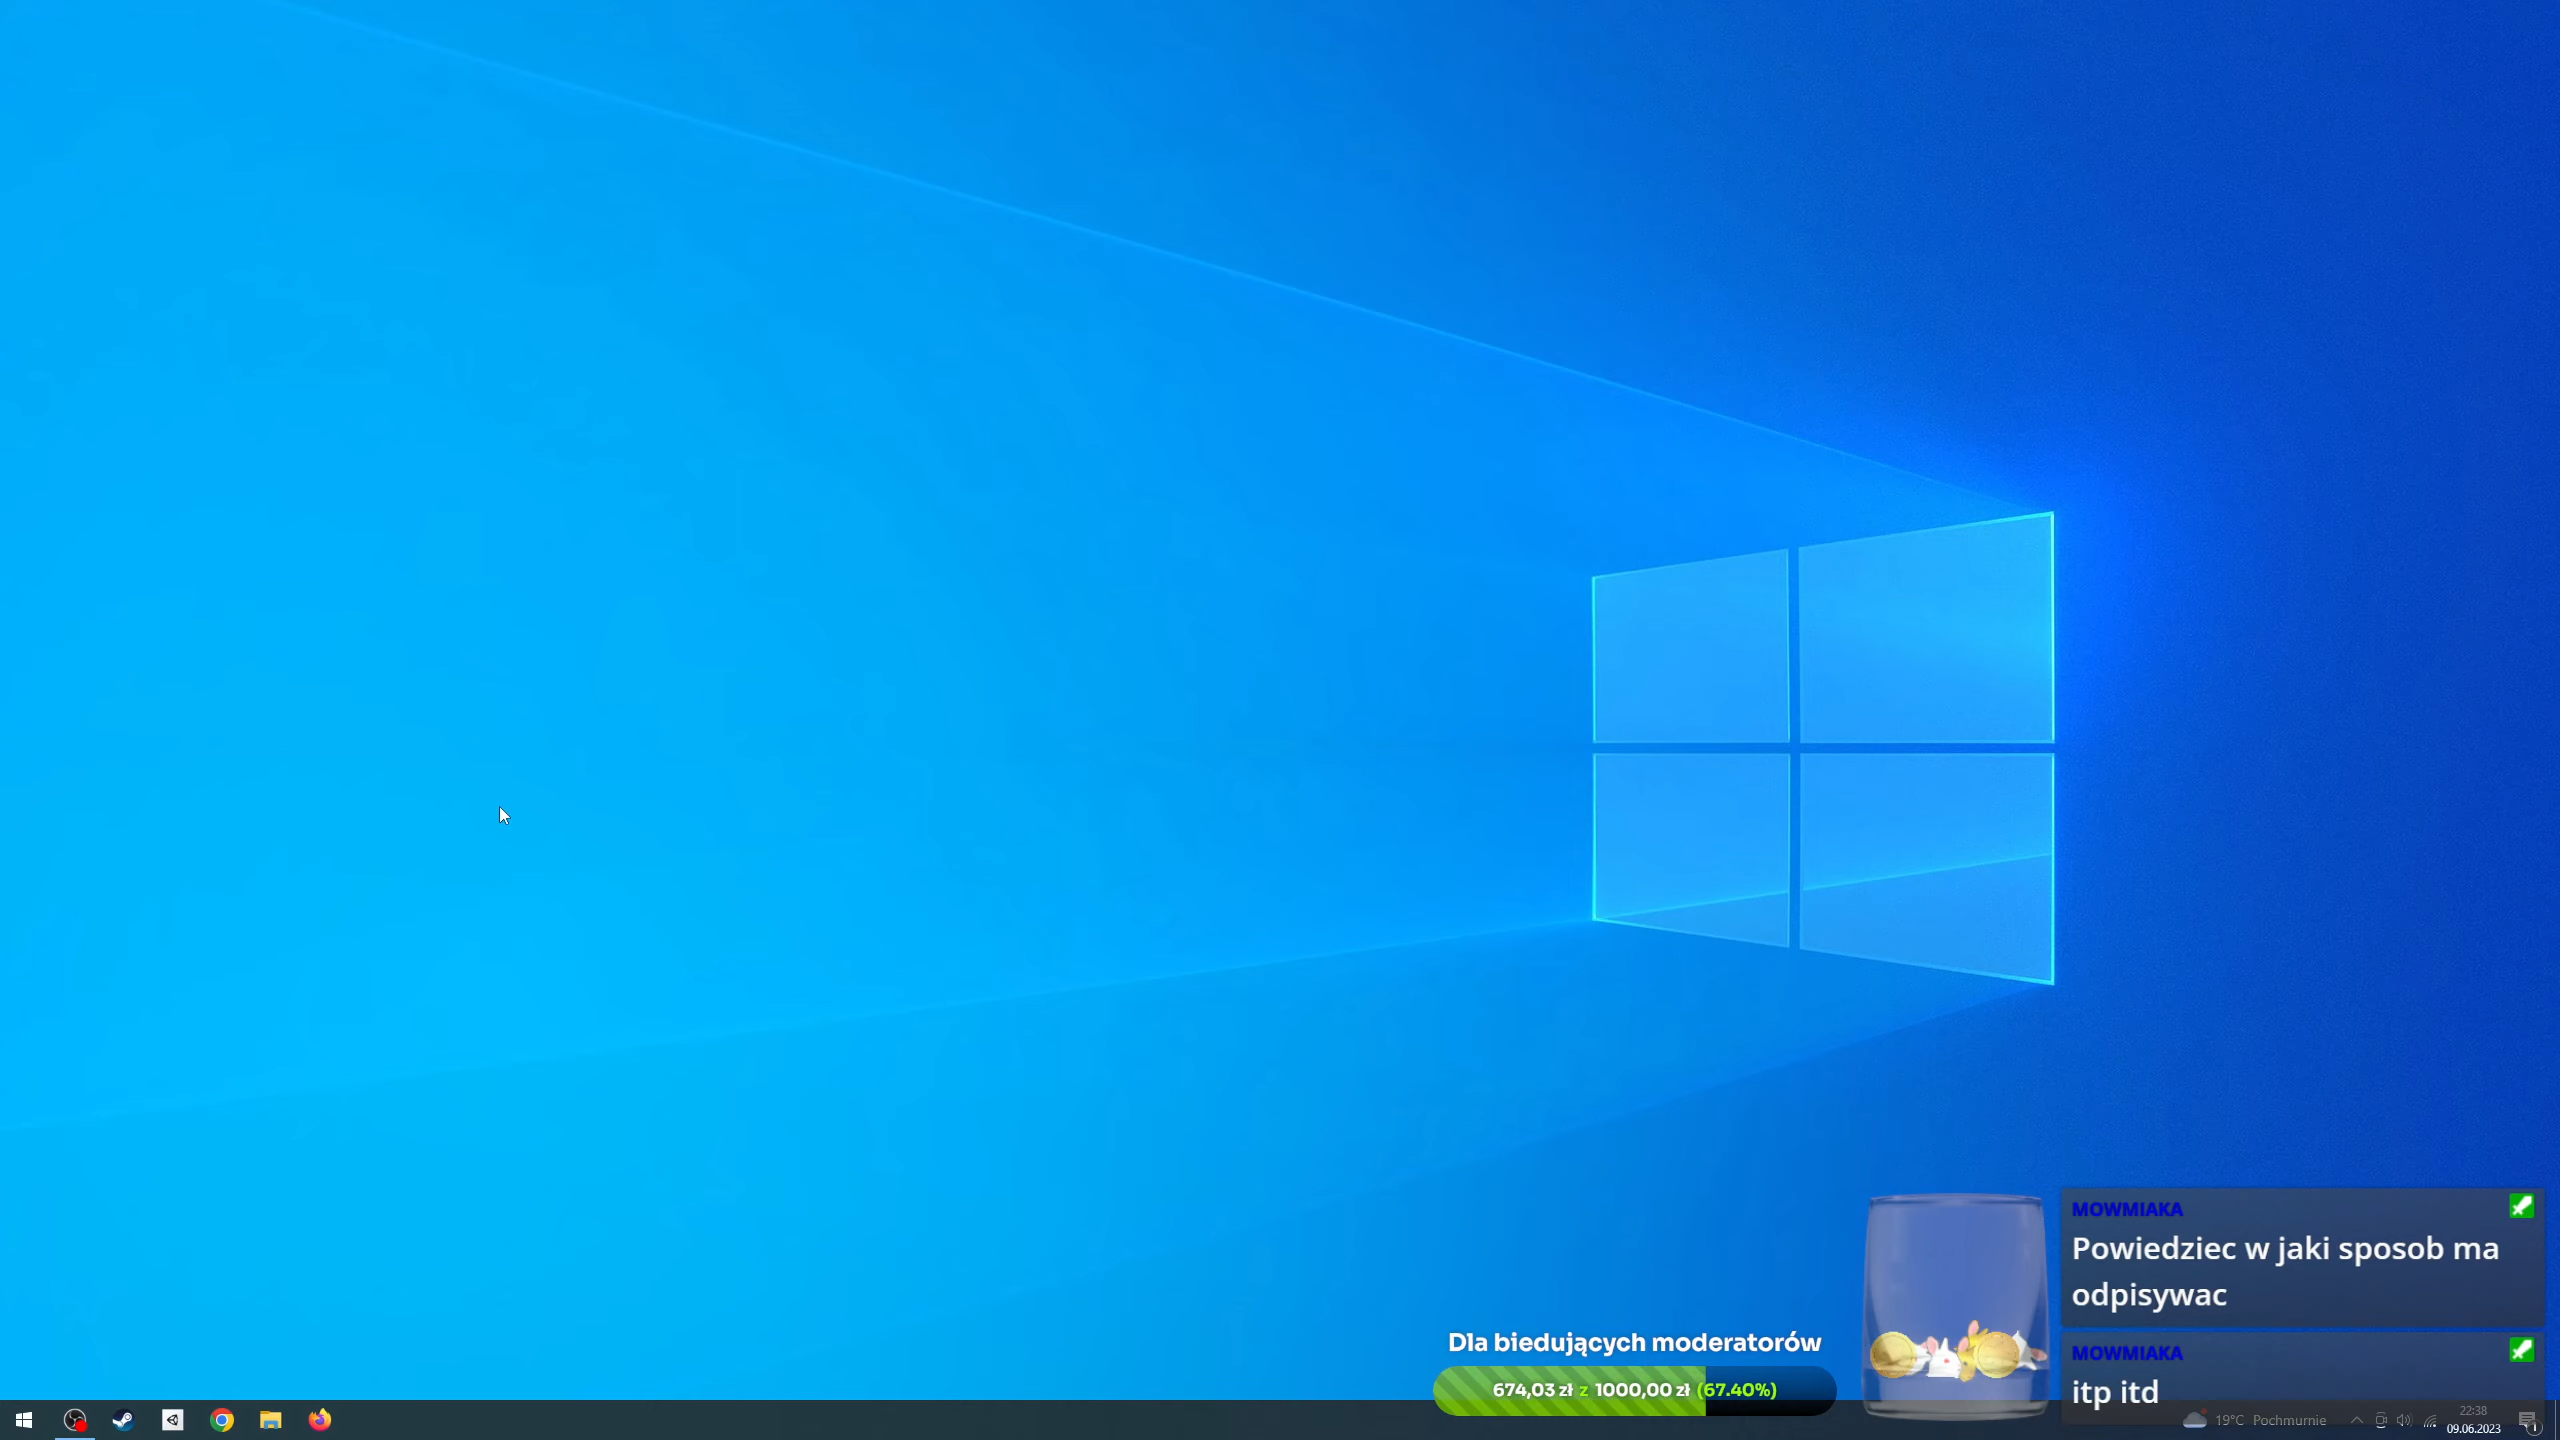 MOWMIAKA
Powiedziec w jaki sposob ma
odpisywac
Dla biedujących moderatorów
674,03 zł z 1000,00 zł (67.40%)
MOWMIAKA
itp itd
19°C Pochmurnie
22:38
09.06.2023
1